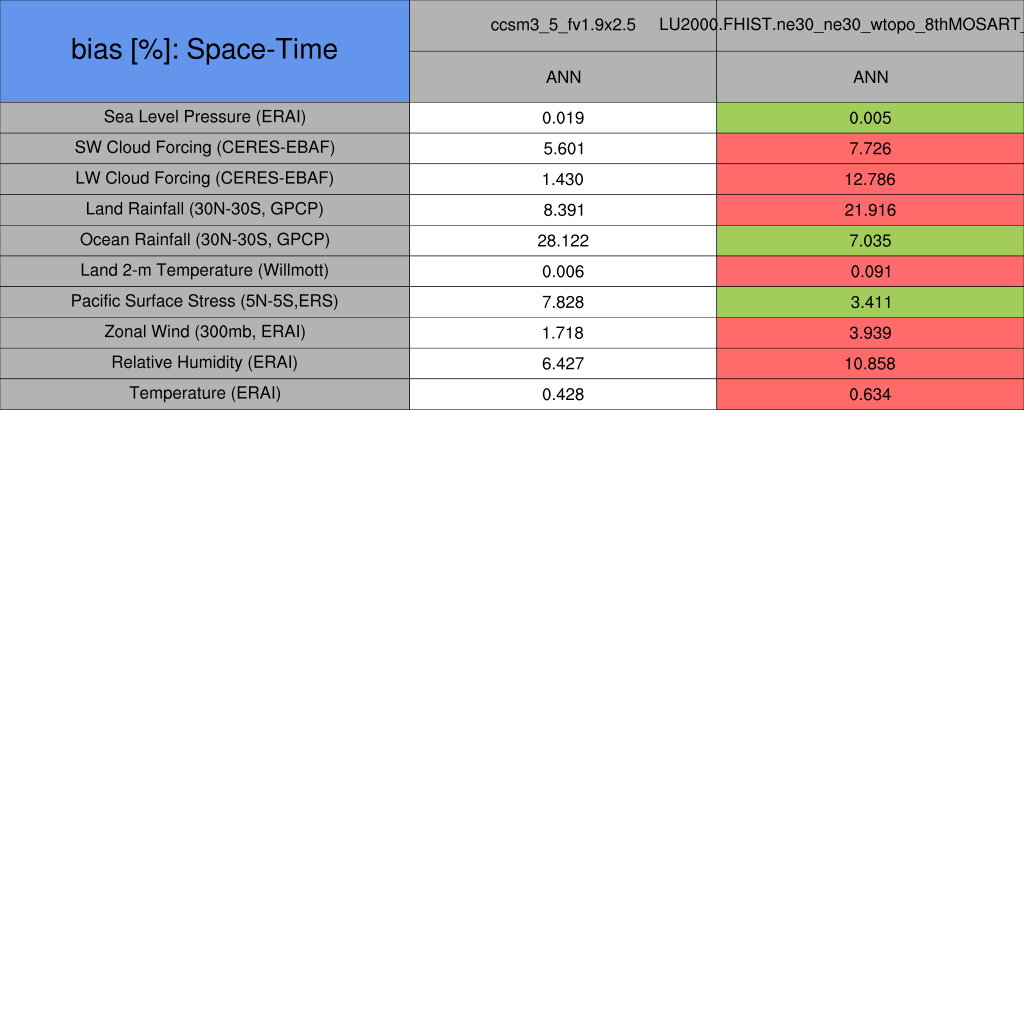 bias [%]: Space-Time
ccsm3_5_fv1.9x2.5 LU2000.FHIST.ne30_ne30_wtopo_8thMOSART_
ANN ANN
Sea Level Pressure (ERAI) 0.019 0.005
SW Cloud Forcing (CERES-EBAF) 5.601 7.726
LW Cloud Forcing (CERES-EBAF) 1.430 12.786
Land Rainfall (30N-30S, GPCP) 8.391 21.916
Ocean Rainfall (30N-30S, GPCP) 28.122 7.035
Land 2-m Temperature (Willmott) 0.006 0.091
Pacific Surface Stress (5N-5S,ERS) 7.828 3.411
Zonal Wind (300mb, ERAI) 1.718 3.939
Relative Humidity (ERAI) 6.427 10.858
Temperature (ERAI) 0.428 0.634